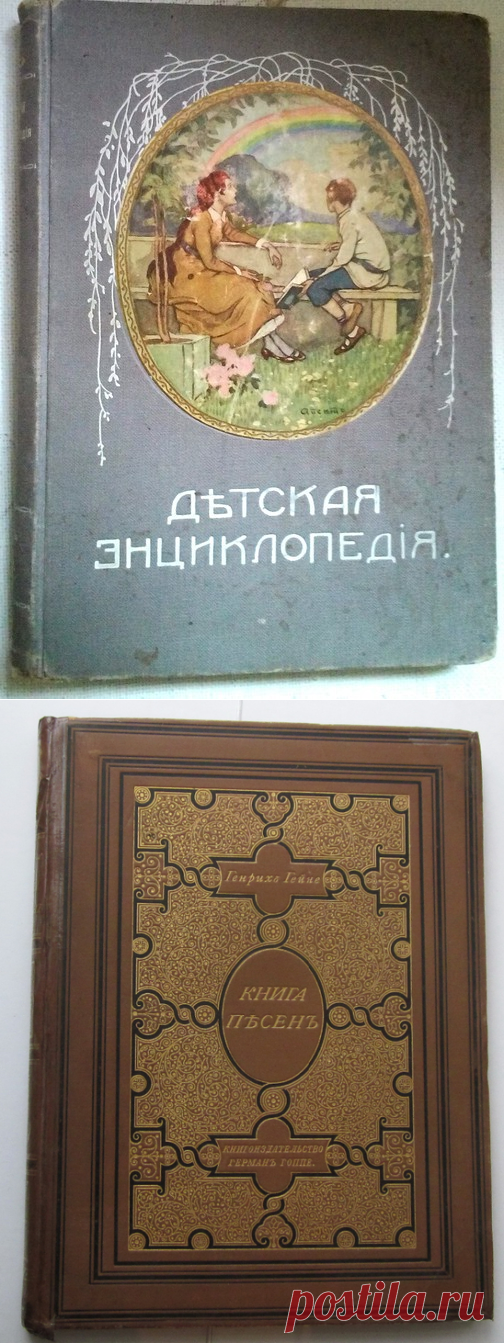 ДѢТСКАЯ
ЭНЦИКЛОПЕДІЯ.
Генрихъ Гейне
КНИГА
ПѢСЕНЪ
КНИГОИЗДАТЕЛЬСТВО
ГЕРМАНЪ ГОППЕ.
postila.ru